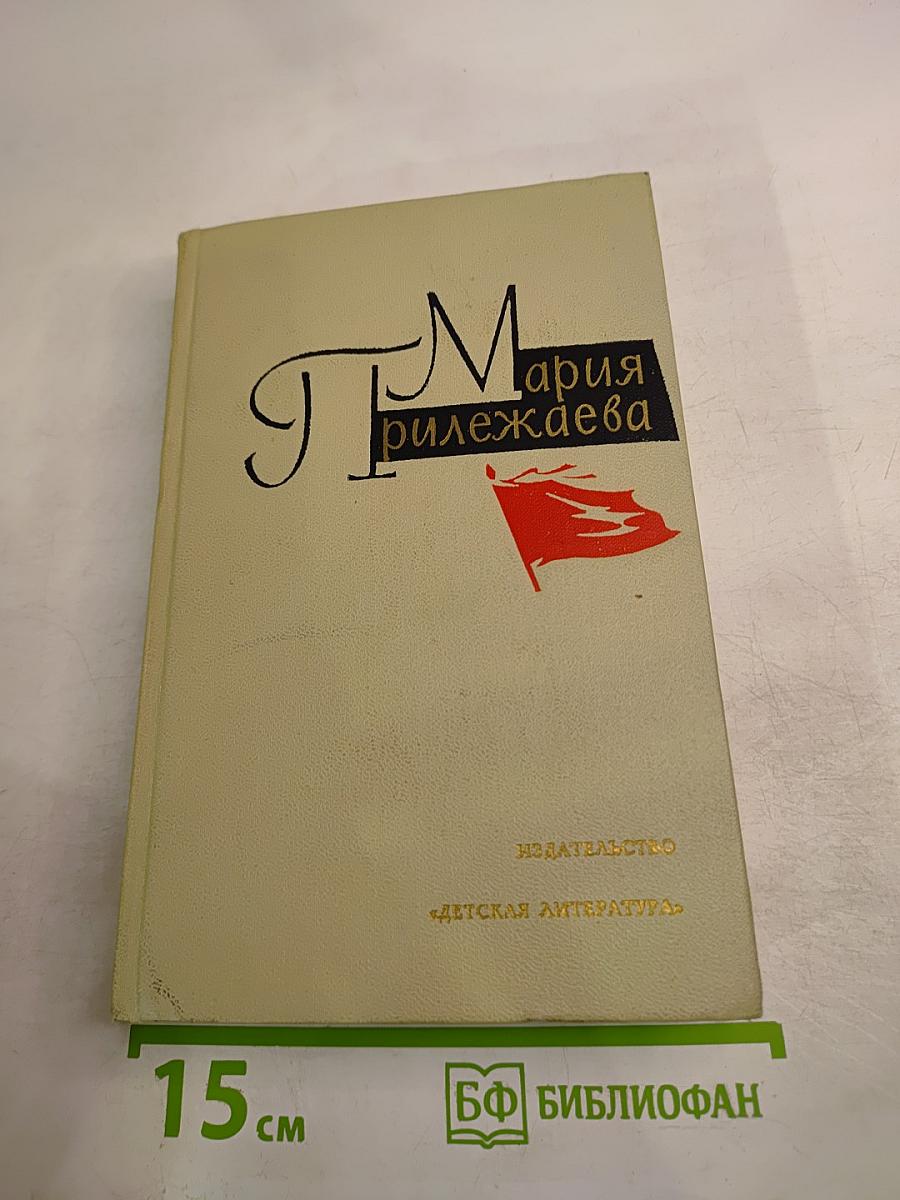 Мария
Прилежаева
ИЗДАТЕЛЬСТВО
«ДЕТСКАЯ ЛИТЕРАТУРА»
15 см
БФ БИБЛИОФАН